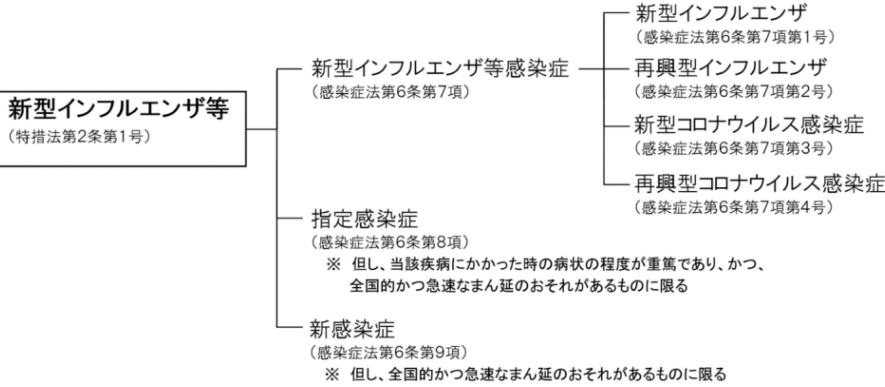 新型インフルエンザ等
（特措法第2条第1号）
新型インフルエンザ等感染症
（感染症法第6条第7項）
新型インフルエンザ
（感染症法第6条第7項第1号）
再興型インフルエンザ
（感染症法第6条第7項第2号）
新型コロナウイルス感染症
（感染症法第6条第7項第3号）
再興型コロナウイルス感染症
（感染症法第6条第7項第4号）
指定感染症
（感染症法第6条第8項）
※ 但し、当該疾病にかかった時の病状の程度が重篤であり、かつ、
全国的かつ急速なまん延のおそれがあるものに限る
新感染症
（感染症法第6条第9項）
※ 但し、全国的かつ急速なまん延のおそれがあるものに限る